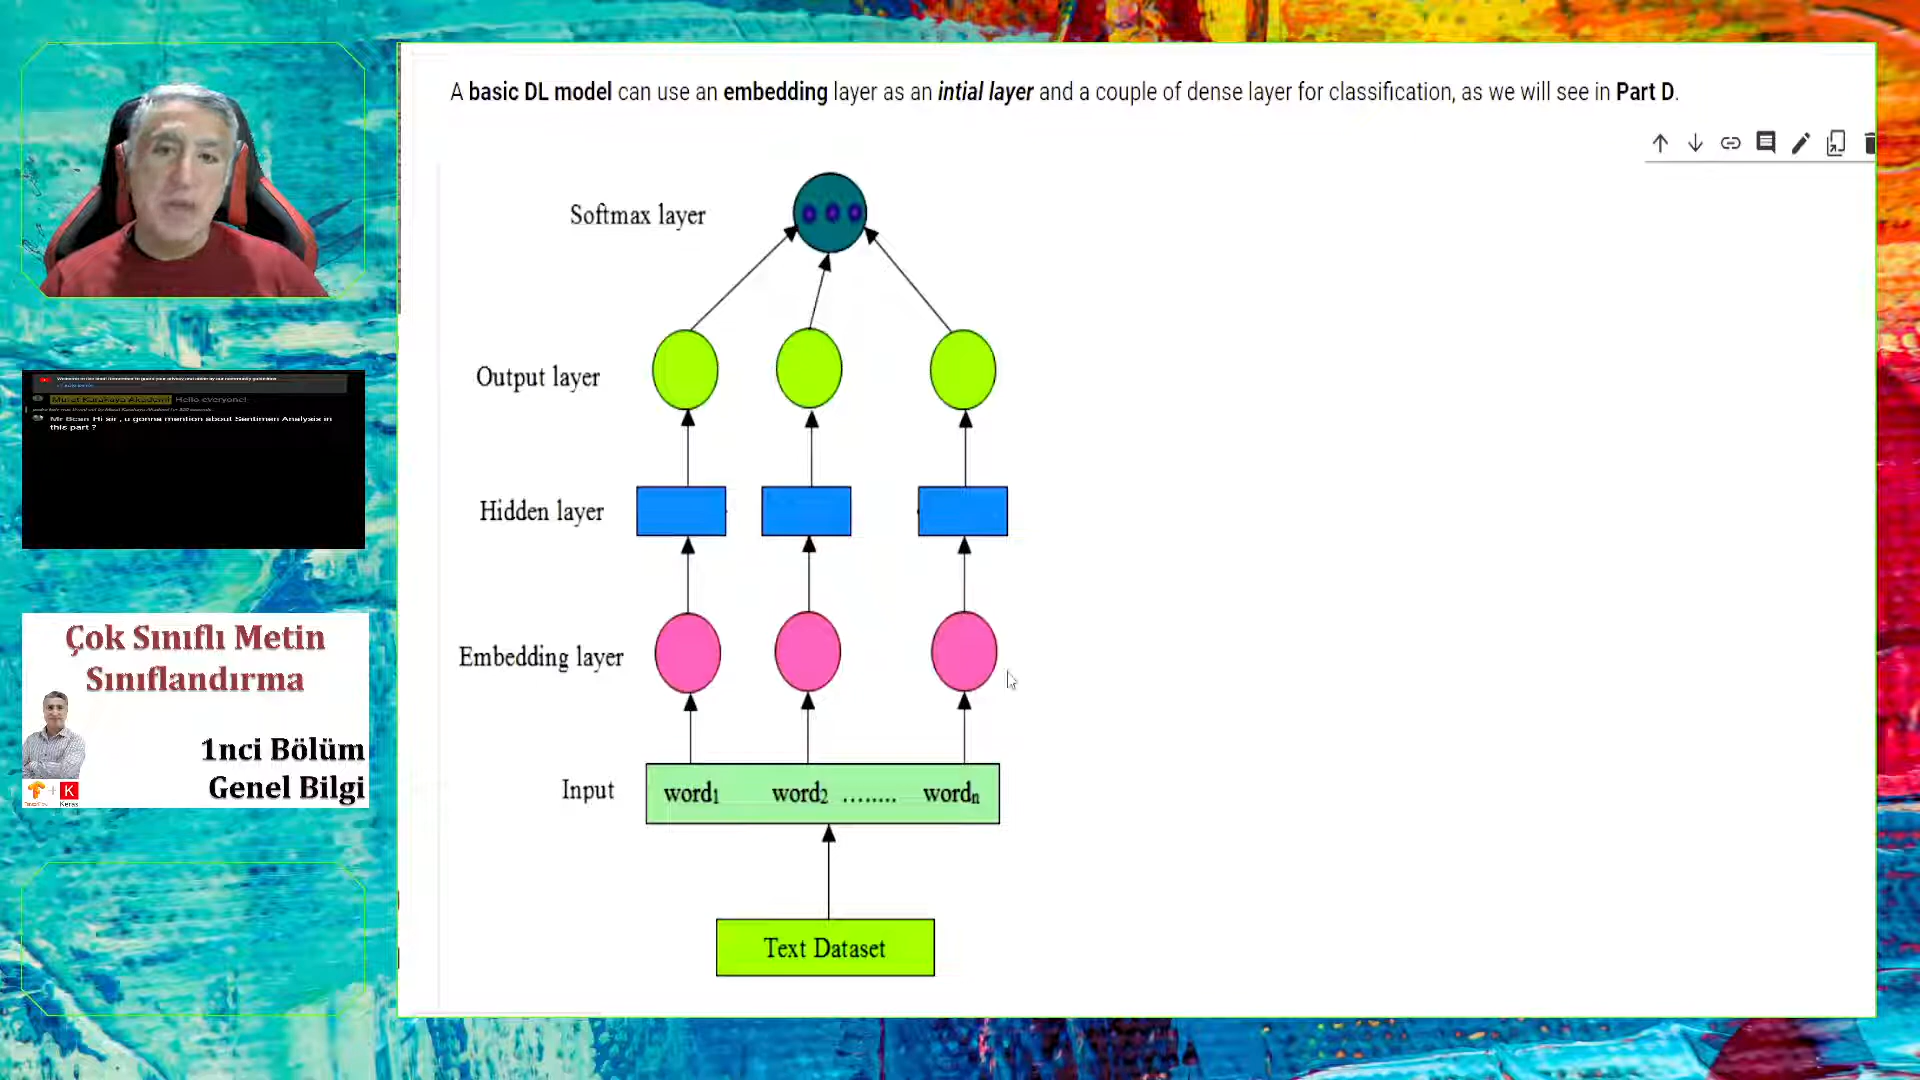 A basic DL model can use an embedding layer as an intial layer and a couple of dense layer for classification, as we will see in Part D.
Softmax layer
Output layer
Hidden layer
Embedding layer
Input
word1 word2 ........ wordn
Text Dataset
Murat Karakaya Akademi Hello everyone!
Mr Bcan Hi sir , u gonna mention about Sentimen Analysis in
this part ?
Çok Sınıflı Metin
Sınıflandırma
1nci Bölüm
Genel Bilgi
+ K
Keras